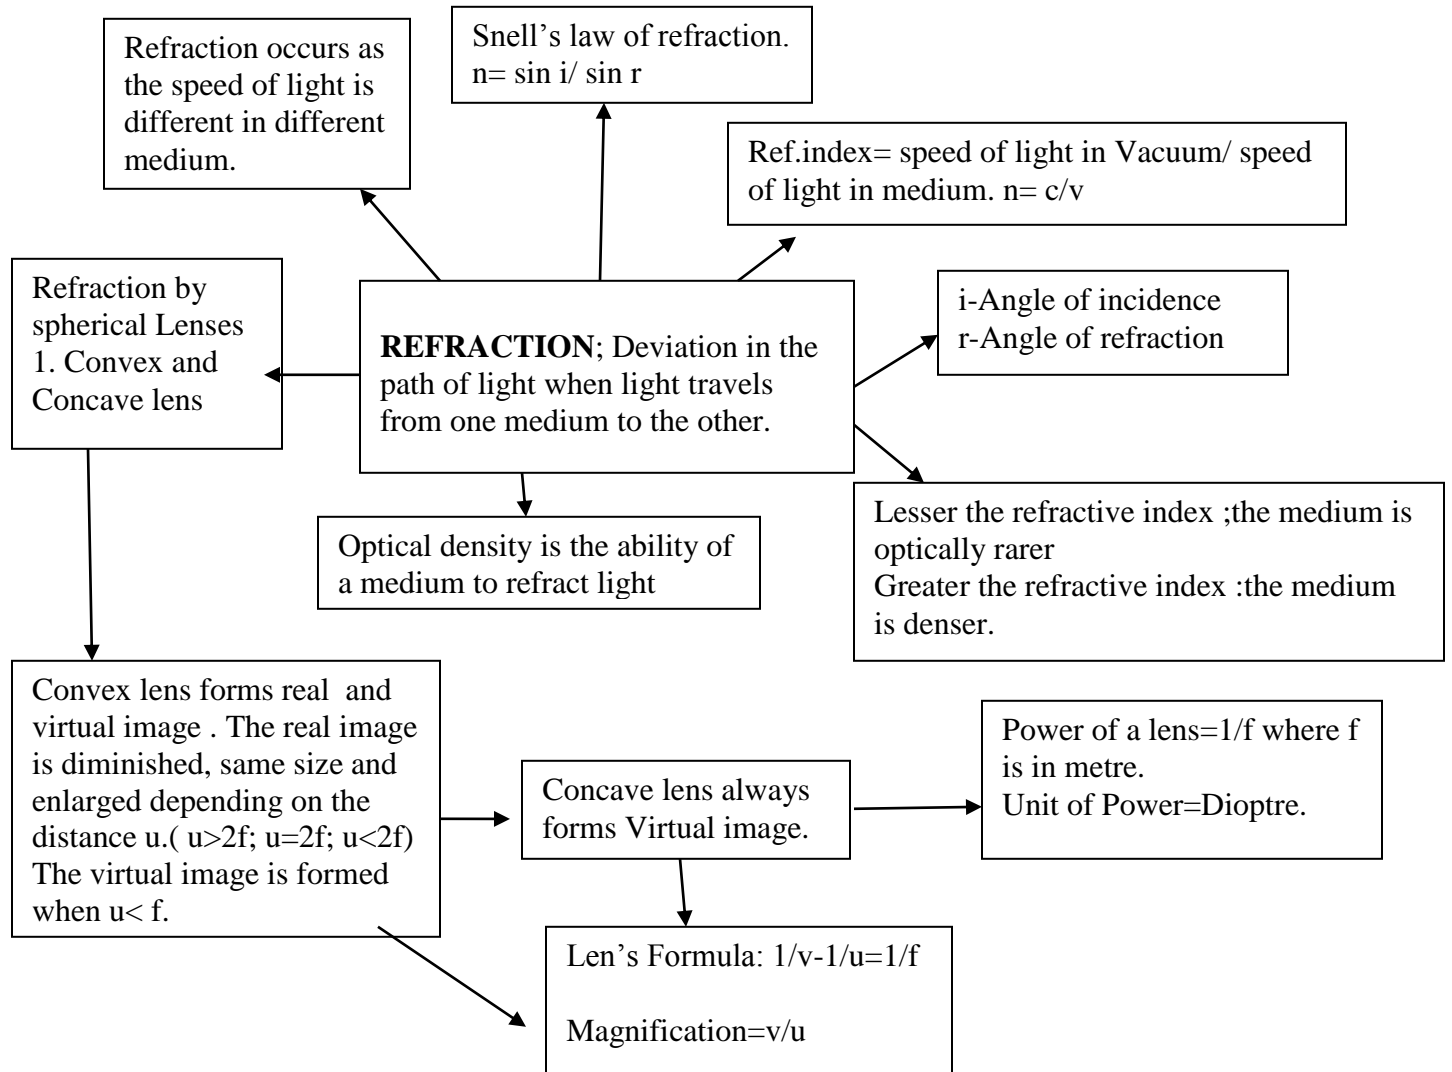 Refraction occurs as
the speed of light is
different in different
medium.
Snell’s law of refraction.
n= sin i/ sin r
Ref.index= speed of light in Vacuum/ speed
of light in medium. n= c/v
Refraction by
spherical Lenses
1. Convex and
Concave lens
REFRACTION; Deviation in the
path of light when light travels
from one medium to the other.
i-Angle of incidence
r-Angle of refraction
Optical density is the ability of
a medium to refract light
Lesser the refractive index ;the medium is
optically rarer
Greater the refractive index :the medium
is denser.
Convex lens forms real  and
virtual image . The real image
is diminished, same size and
enlarged depending on the
distance u.( u>2f; u=2f; u<2f)
The virtual image is formed
when u< f.
Concave lens always
forms Virtual image.
Power of a lens=1/f where f
is in metre.
Unit of Power=Dioptre.
Len’s Formula: 1/v-1/u=1/f
Magnification=v/u